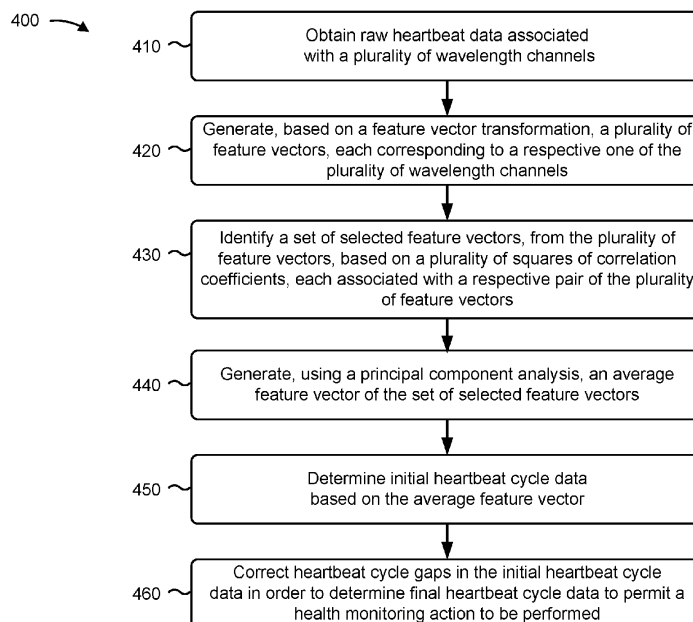 400
410
Obtain raw heartbeat data associated
with a plurality of wavelength channels
420
Generate, based on a feature vector transformation, a plurality of
feature vectors, each corresponding to a respective one of the
plurality of wavelength channels
430
Identify a set of selected feature vectors, from the plurality of
feature vectors, based on a plurality of squares of correlation
coefficients, each associated with a respective pair of the plurality
of feature vectors
440
Generate, using a principal component analysis, an average
feature vector of the set of selected feature vectors
450
Determine initial heartbeat cycle data
based on the average feature vector
460
Correct heartbeat cycle gaps in the initial heartbeat cycle
data in order to determine final heartbeat cycle data to permit a
health monitoring action to be performed